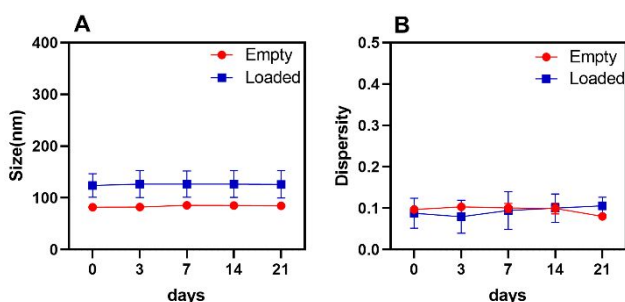 A
Size(nm)
400
300
200
100
0
Empty
Loaded
0 3 7 14 21
days
B
Dispersity
0.5
0.4
0.3
0.2
0.1
0.0
Empty
Loaded
0 3 7 14 21
days